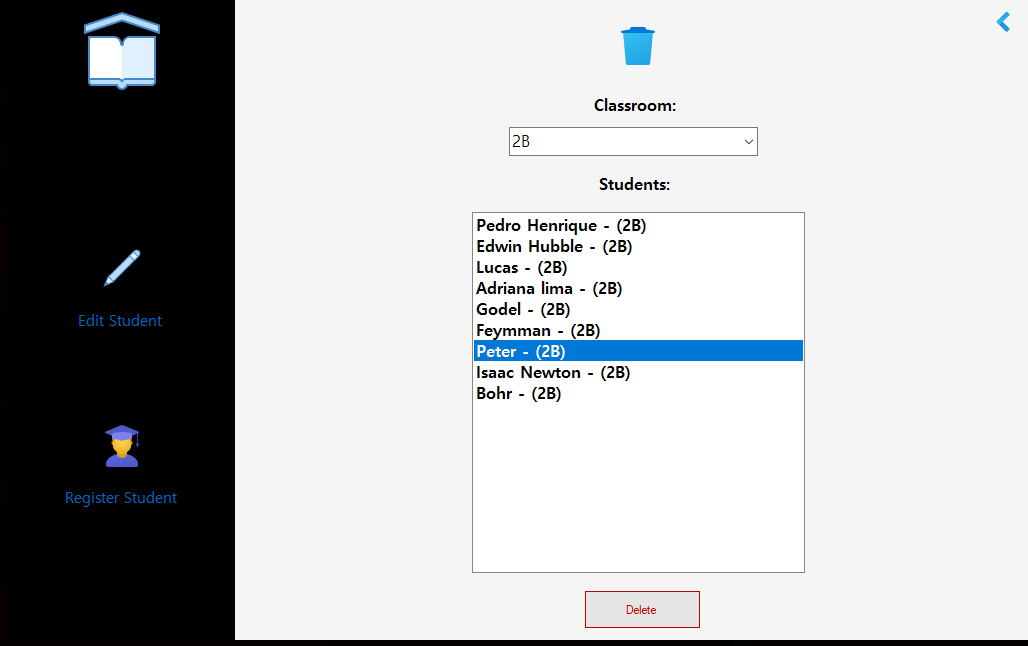 Classroom:
2B
Students:
Pedro Henrique - (2B)
Edwin Hubble - (2B)
Lucas - (2B)
Adriana lima - (2B)
Godel - (2B)
Feymman - (2B)
Peter - (2B)
Isaac Newton - (2B)
Bohr - (2B)
Delete
Edit Student
Register Student